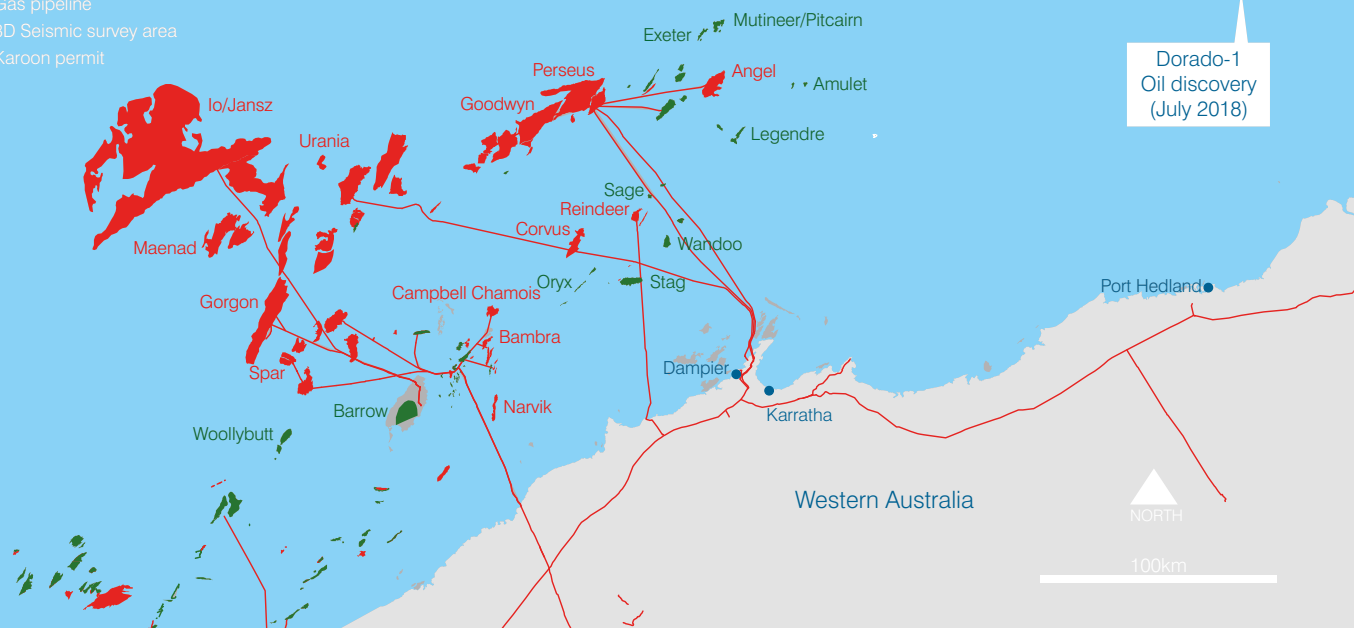 Gas pipeline
3D Seismic survey area
Karoon permit
Mutineer/Pitcairn
Exeter
Dorado-1
Oil discovery
(July 2018)
Perseus
Angel
Amulet
Io/Jansz
Goodwyn
Legendre
Urania
Sage
Reindeer
Corvus
Wandoo
Maenad
Oryx
Stag
Port Hedland
Campbell Chamois
Gorgon
Bambra
Spar
Dampier
Barrow
Narvik
Karratha
Woollybutt
Western Australia
NORTH
100km